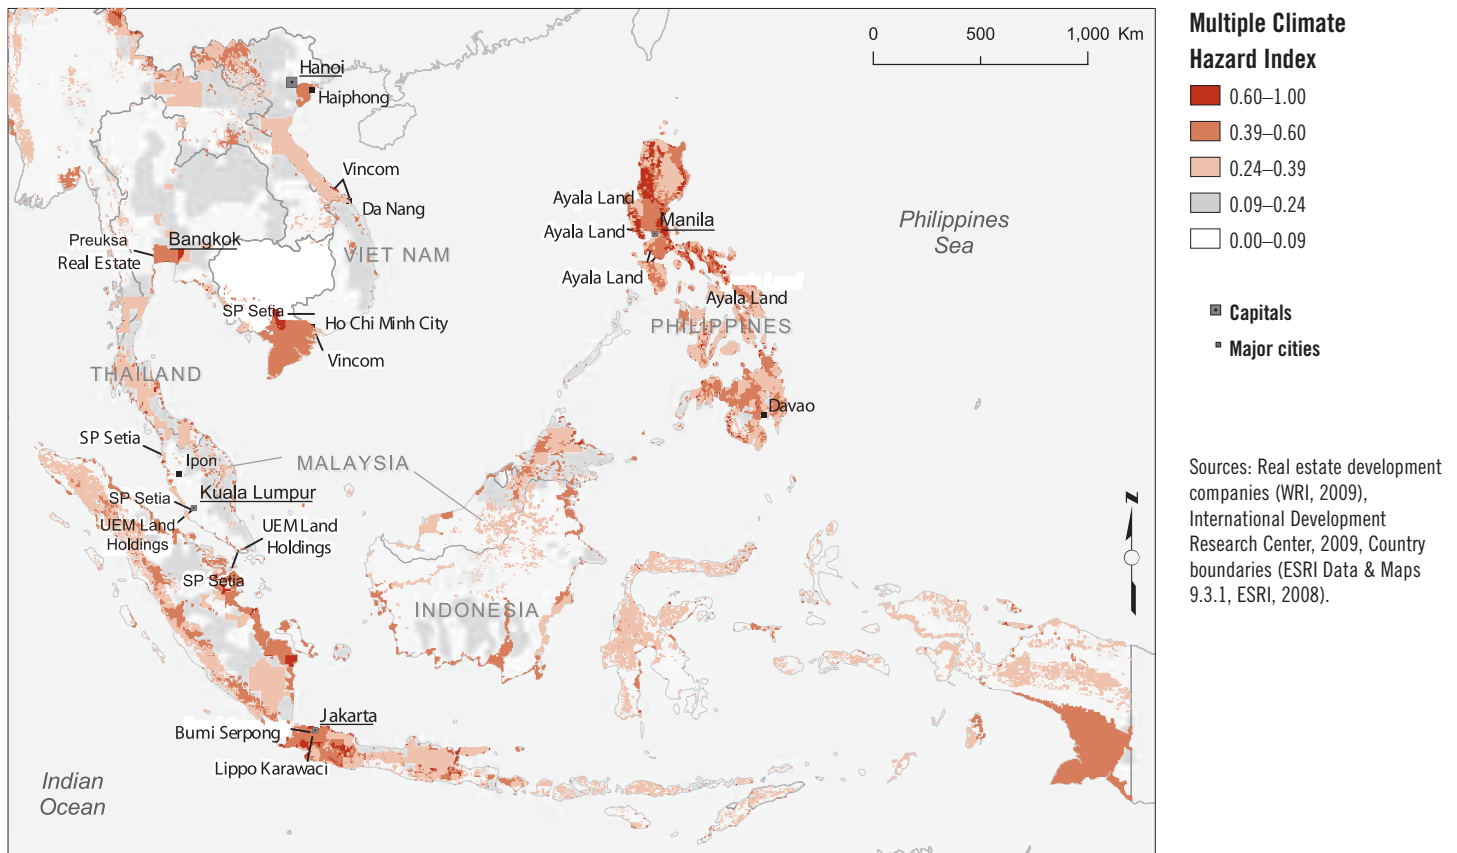 0 500 1,000 Km
Hanoi
Haiphong
Vincom
Da Nang
VIET NAM
Preuksa
Real Estate
Bangkok
SP Setia
Ho Chi Minh City
Vincom
THAILAND
Ayala Land
Ayala Land
Manila
Ayala Land
Ayala Land
PHILIPPINES
Davao
Philippines
Sea
SP Setia
Ipon
MALAYSIA
SP Setia
Kuala Lumpur
UEM Land
Holdings
UEM Land
Holdings
SP Setia
INDONESIA
Jakarta
Bumi Serpong
Lippo Karawaci
Indian
Ocean
N
Multiple Climate
Hazard Index
0.60–1.00
0.39–0.60
0.24–0.39
0.09–0.24
0.00–0.09
Capitals
Major cities
Sources: Real estate development
companies (WRI, 2009),
International Development
Research Center, 2009, Country
boundaries (ESRI Data & Maps
9.3.1, ESRI, 2008).